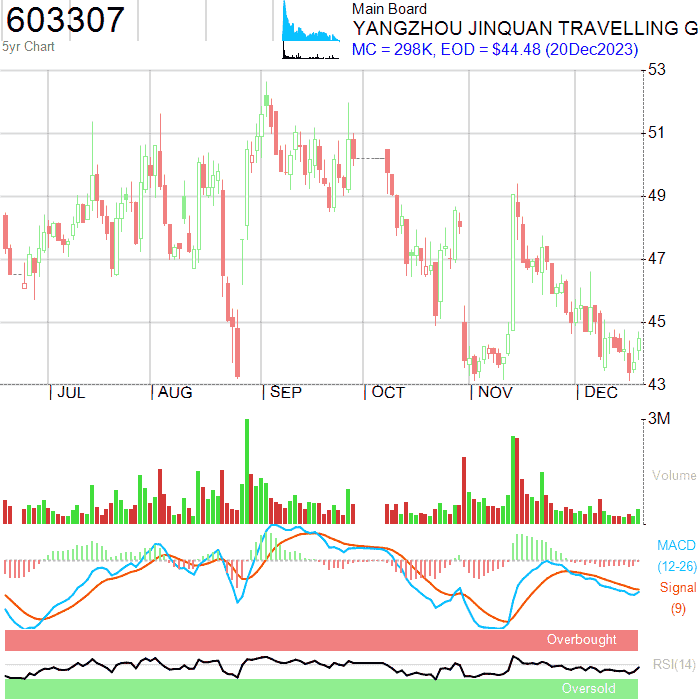 603307
5yr Chart
Main Board
YANGZHOU JINQUAN TRAVELLING G
MC = 298K, EOD = $44.48 (20Dec2023)
53
51
49
47
45
43
| JUL | AUG | SEP | OCT | NOV | DEC
3M
Volume
MACD
(12-26)
Signal
(9)
Overbought
RSI(14)
Oversold